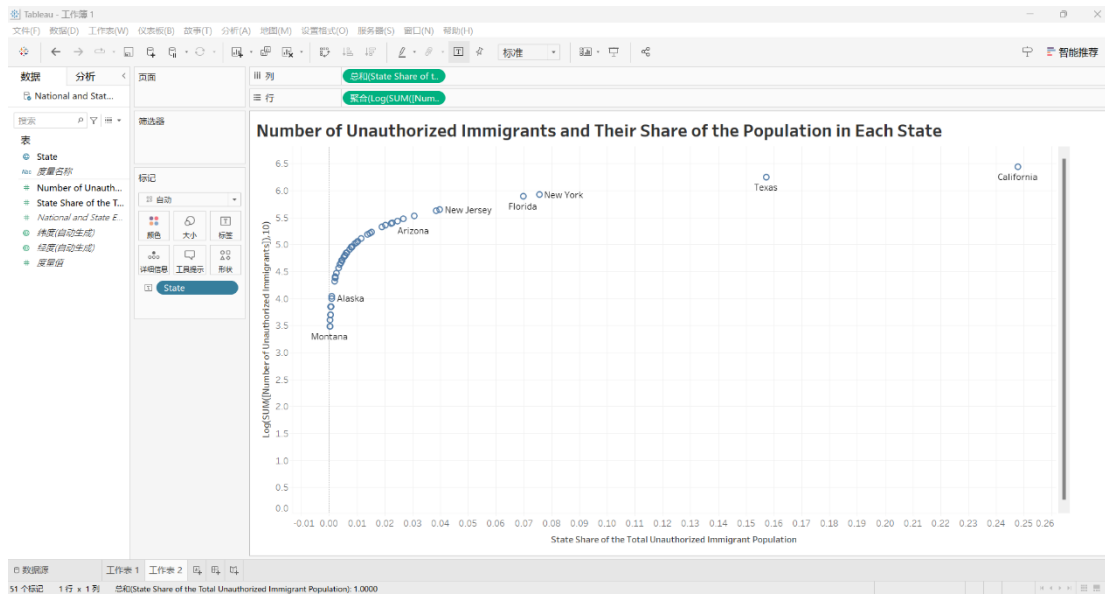 Tableau - 工作簿 1
文件(F) 数据(D) 工作表(W) 仪表板(B) 故事(T) 分析(A) 地图(M) 设置格式(O) 服务器(S) 窗口(N) 帮助(H)
标准
智能推荐
数据 分析
National and Stat...
搜索
表
State
Abc 度量名称
Number of Unauth...
State Share of the T...
National and State E...
纬度(自动生成)
经度(自动生成)
度量值
页面
筛选器
标记
自动
颜色 大小 标签
详细信息 工具提示 形状
State
列 总和(State Share of t..
行 聚合(Log(SUM([Num..
Number of Unauthorized Immigrants and Their Share of the Population in Each State
Log(SUM([Number of Unauthorized Immigrants]),10)
6.5
6.0
5.5
5.0
4.5
4.0
3.5
3.0
2.5
2.0
1.5
1.0
0.5
0.0
California
Texas
New York
Florida
New Jersey
Arizona
Alaska
Montana
-0.01 0.00 0.01 0.02 0.03 0.04 0.05 0.06 0.07 0.08 0.09 0.10 0.11 0.12 0.13 0.14 0.15 0.16 0.17 0.18 0.19 0.20 0.21 0.22 0.23 0.24 0.25 0.26
State Share of the Total Unauthorized Immigrant Population
数据源 工作表 1 工作表 2
51 个标记 1行 x 1列 总和(State Share of the Total Unauthorized Immigrant Population): 1.0000